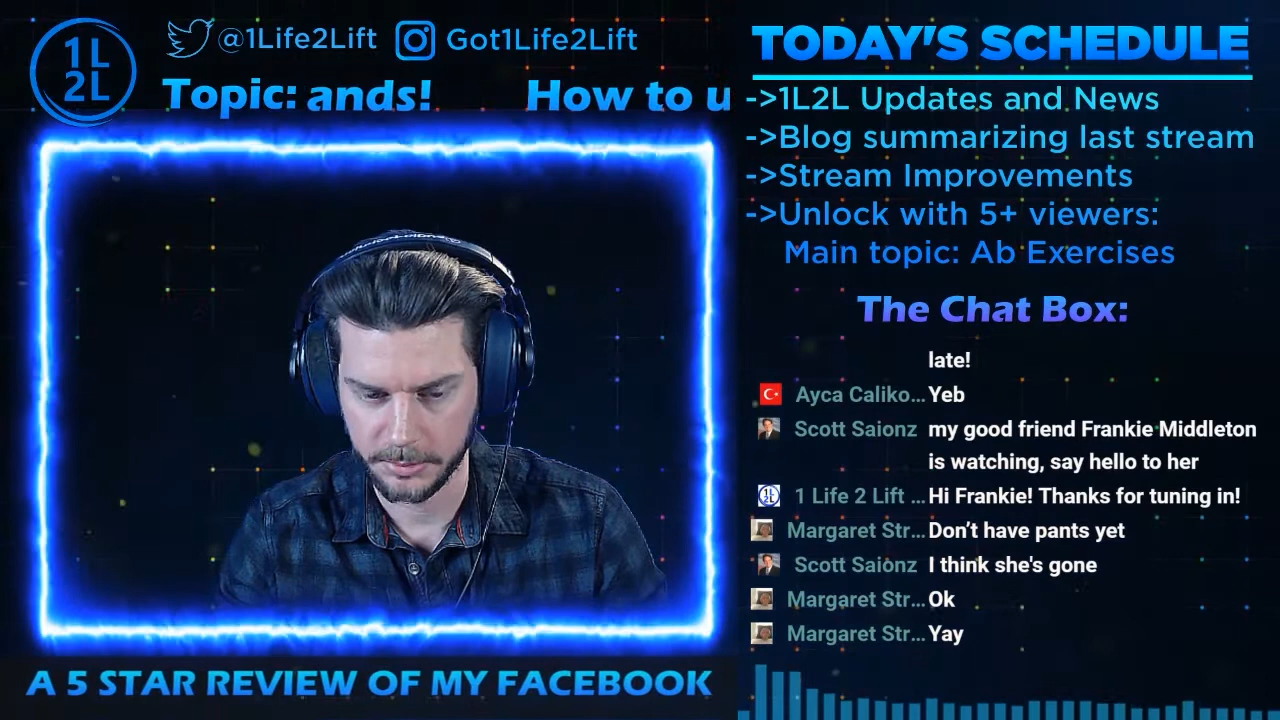 1L
2L
@1Life2Lift
Got1Life2Lift
Topic: ands! How to u
A 5 STAR REVIEW OF MY FACEBOOK
TODAY'S SCHEDULE
->1L2L Updates and News
->Blog summarizing last stream
->Stream Improvements
->Unlock with 5+ viewers:
Main topic: Ab Exercises
The Chat Box:
late!
Ayca Caliko... Yeb
Scott Saionz my good friend Frankie Middleton
is watching, say hello to her
1 Life 2 Lift ... Hi Frankie! Thanks for tuning in!
Margaret Str... Don't have pants yet
Scott Saionz I think she's gone
Margaret Str... Ok
Margaret Str... Yay